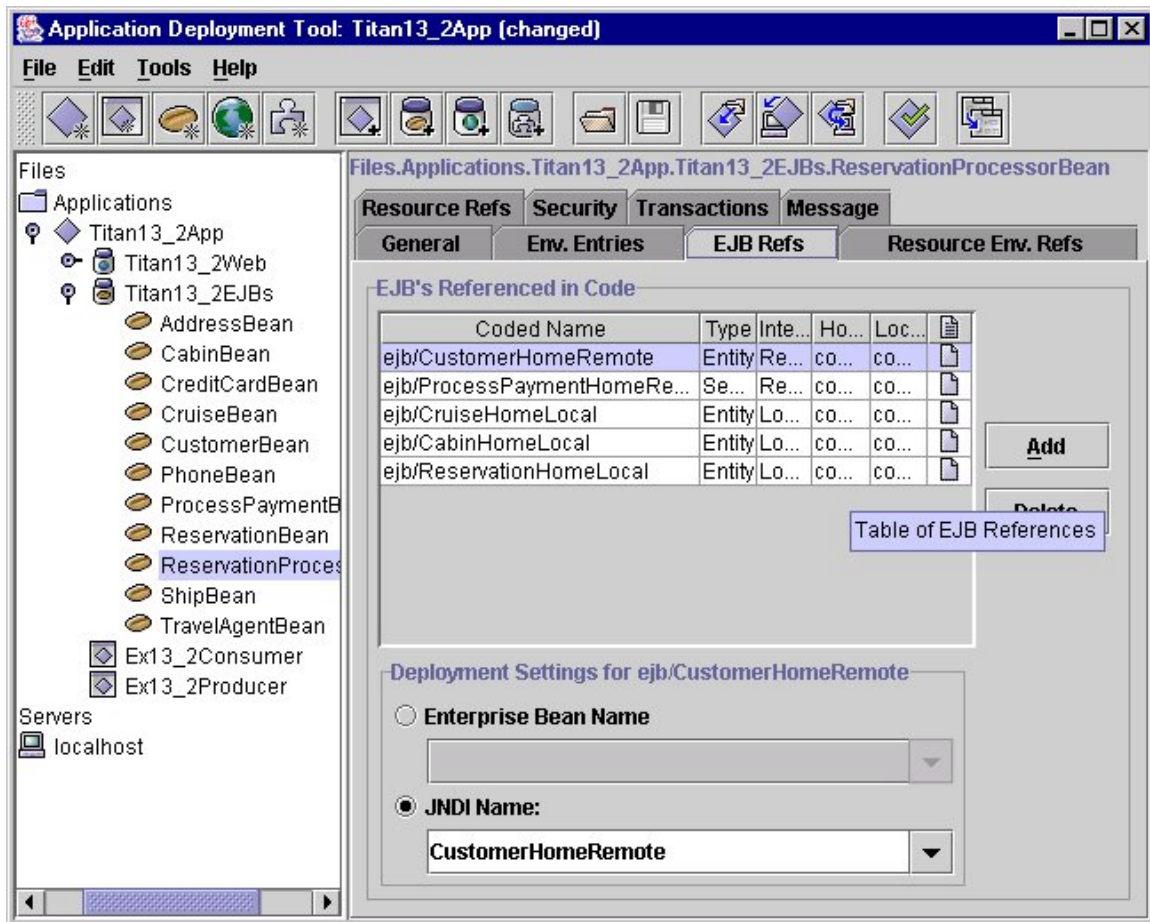 Application Deployment Tool: Titan13_2App (changed)
File Edit Tools Help
Files
Applications
Titan13_2App
Titan13_2Web
Titan13_2EJBs
AddressBean
CabinBean
CreditCardBean
CruiseBean
CustomerBean
PhoneBean
ProcessPaymentB
ReservationBean
ReservationProces
ShipBean
TravelAgentBean
Ex13_2Consumer
Ex13_2Producer
Servers
localhost
Files.Applications.Titan13_2App.Titan13_2EJBs.ReservationProcessorBean
Resource Refs Security Transactions Message
General Env. Entries EJB Refs Resource Env. Refs
EJB's Referenced in Code
Coded Name Type Inte... Ho... Loc...
ejb/CustomerHomeRemote Entity Re... co... co...
ejb/ProcessPaymentHomeRe... Se... Re... co... co...
ejb/CruiseHomeLocal Entity Lo... co... co...
ejb/CabinHomeLocal Entity Lo... co... co...
ejb/ReservationHomeLocal Entity Lo... co... co...
Add
Delete
Table of EJB References
Deployment Settings for ejb/CustomerHomeRemote
Enterprise Bean Name
JNDI Name:
CustomerHomeRemote